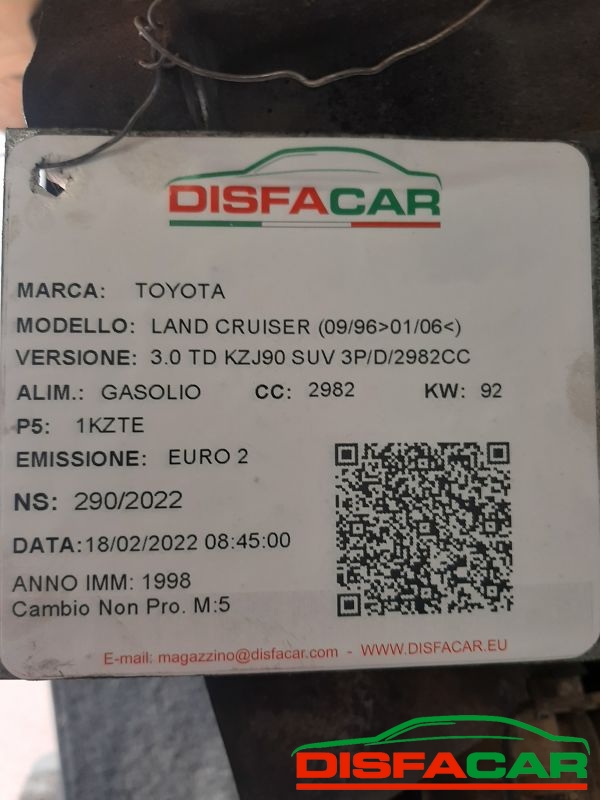 DISFACAR
MARCA: TOYOTA
MODELLO: LAND CRUISER (09/96>01/06<)
VERSIONE: 3.0 TD KZJ90 SUV 3P/D/2982CC
ALIM.: GASOLIO CC: 2982 KW: 92
P5: 1KZTE
EMISSIONE: EURO 2
NS: 290/2022
DATA:18/02/2022 08:45:00
ANNO IMM: 1998
Cambio Non Pro. M:5
E-mail: magazzino@disfacar.com - WWW.DISFACAR.EU
DISFACAR